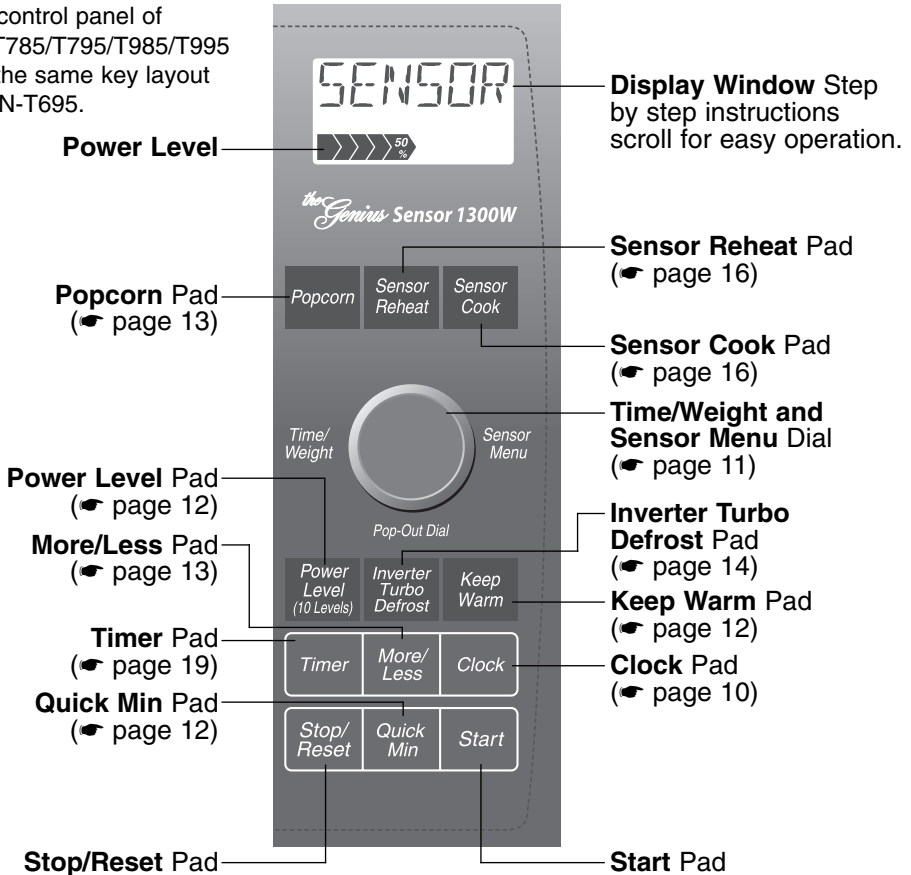 control panel of
T785/T795/T985/T995
the same key layout
N-T695.
Power Level
SENSOR
50
%
Display Window Step
by step instructions
scroll for easy operation.
the Genius Sensor 1300W
Popcorn Pad
(☛ page 13)
Popcorn
Sensor
Reheat
Sensor
Cook
Sensor Reheat Pad
(☛ page 16)
Sensor Cook Pad
(☛ page 16)
Time/
Weight
Sensor
Menu
Pop-Out Dial
Time/Weight and
Sensor Menu Dial
(☛ page 11)
Power Level Pad
(☛ page 12)
More/Less Pad
(☛ page 13)
Timer Pad
(☛ page 19)
Quick Min Pad
(☛ page 12)
Power
Level
(10 Levels)
Inverter
Turbo
Defrost
Keep
Warm
Timer
More/
Less
Clock
Stop/
Reset
Quick
Min
Start
Inverter Turbo
Defrost Pad
(☛ page 14)
Keep Warm Pad
(☛ page 12)
Clock Pad
(☛ page 10)
Stop/Reset Pad
Start Pad